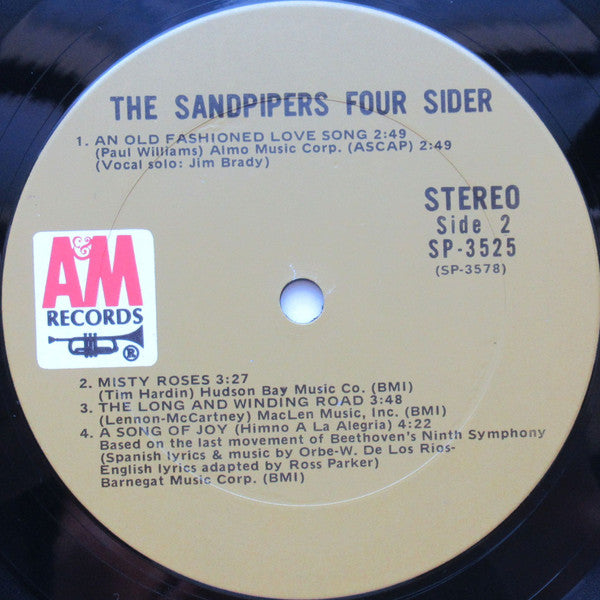 THE SANDPIPERS FOUR SIDER
1. AN OLD FASHIONED LOVE SONG 2:49
(Paul Williams) Almo Music Corp. (ASCAP) 2:49
(Vocal solo: Jim Brady)
STEREO
Side 2
SP-3525
(SP-3578)
A&M
RECORDS
®
2. MISTY ROSES 3:27
(Tim Hardin) Hudson Bay Music Co. (BMI)
3. THE LONG AND WINDING ROAD 3:48
(Lennon-McCartney) MacLen Music, Inc. (BMI)
4. A SONG OF JOY (Himno A La Alegria) 4:22
Based on the last movement of Beethoven's Ninth Symphony
(Spanish lyrics & music by Orbe-W. De Los Rios-
English lyrics adapted by Ross Parker)
Barnegat Music Corp. (BMI)